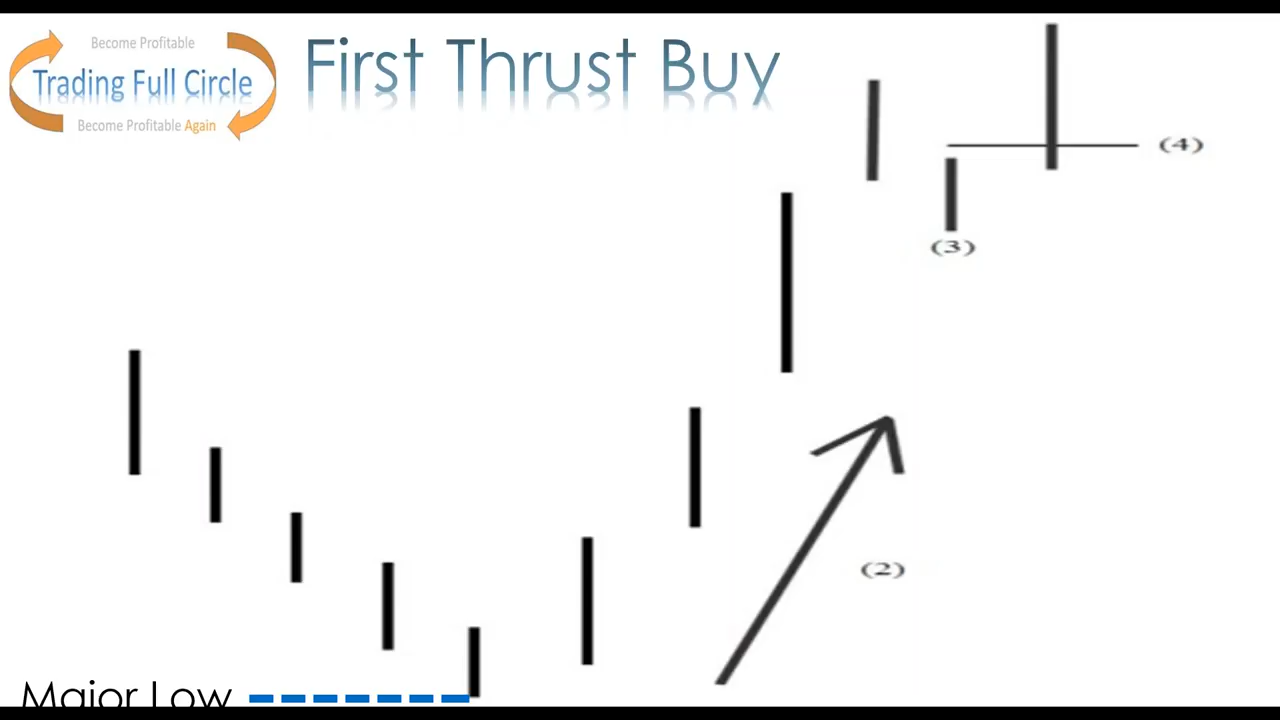 Become Profitable
Trading Full Circle
Become Profitable Again
First Thrust Buy
(4)
(3)
(2)
Major Low